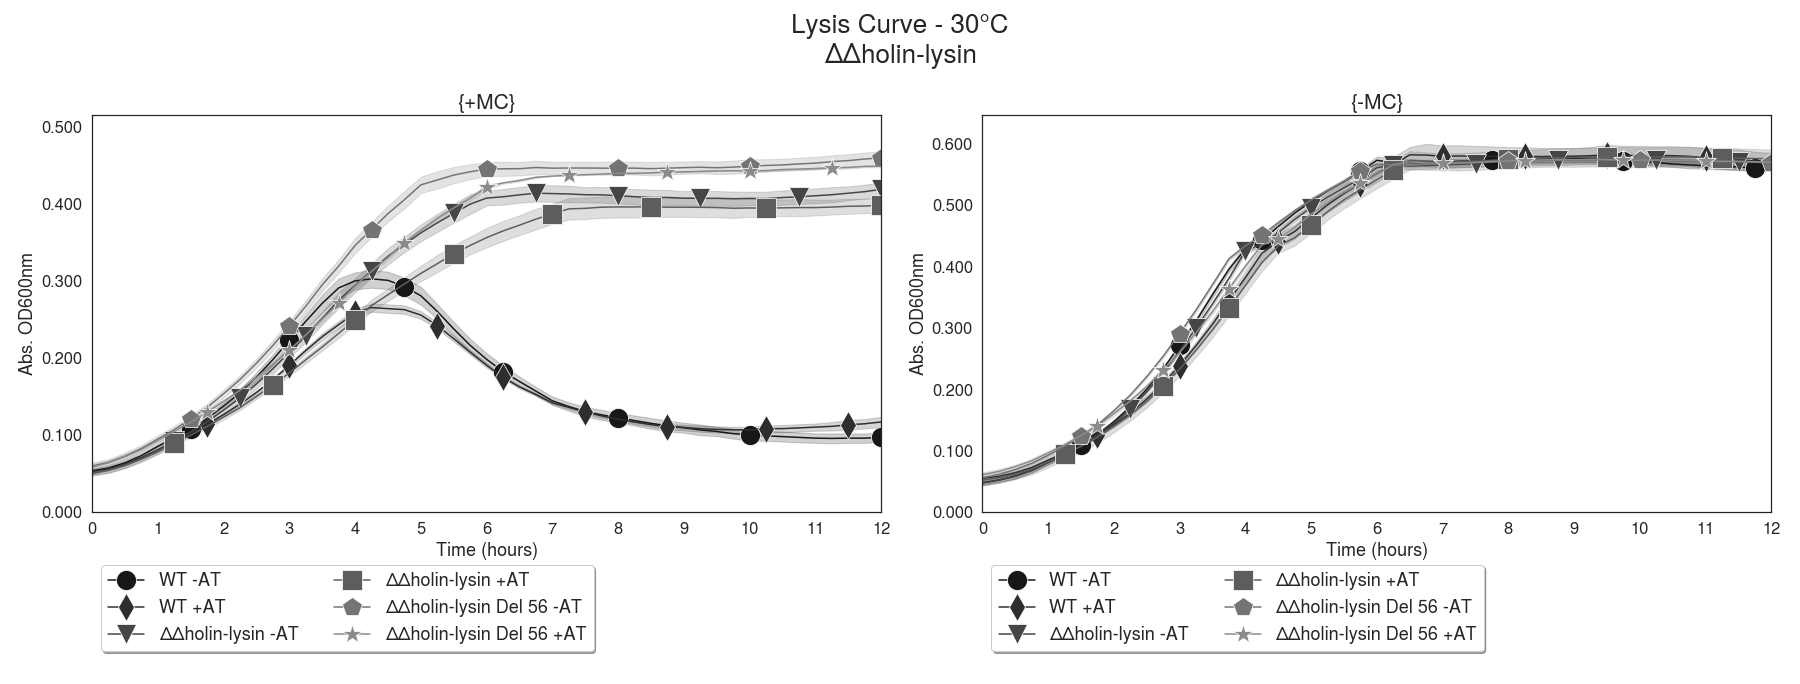 Lysis Curve - 30°C
ΔΔholin-lysin
{+MC}
0.500
0.400
0.300
0.200
0.100
0.000
Abs. OD600nm
0 1 2 3 4 5 6 7 8 9 10 11 12
Time (hours)
WT -AT
WT +AT
ΔΔholin-lysin -AT
ΔΔholin-lysin +AT
ΔΔholin-lysin Del 56 -AT
ΔΔholin-lysin Del 56 +AT
{-MC}
0.600
0.500
0.400
0.300
0.200
0.100
0.000
Abs. OD600nm
0 1 2 3 4 5 6 7 8 9 10 11 12
Time (hours)
WT -AT
WT +AT
ΔΔholin-lysin -AT
ΔΔholin-lysin +AT
ΔΔholin-lysin Del 56 -AT
ΔΔholin-lysin Del 56 +AT